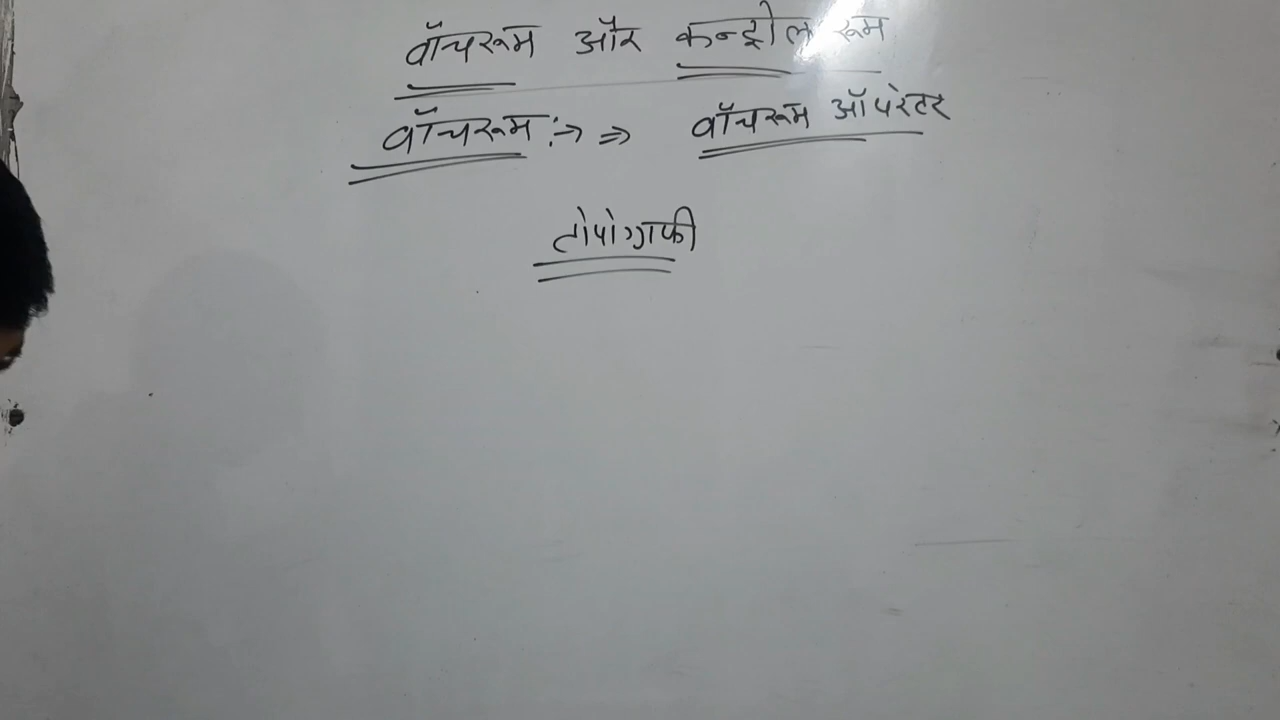 वॉचरूम और कन्ट्रोल रूम
वॉचरूम :→ ⇒ वॉचरूम ऑपरेटर
टोपोग्राफी